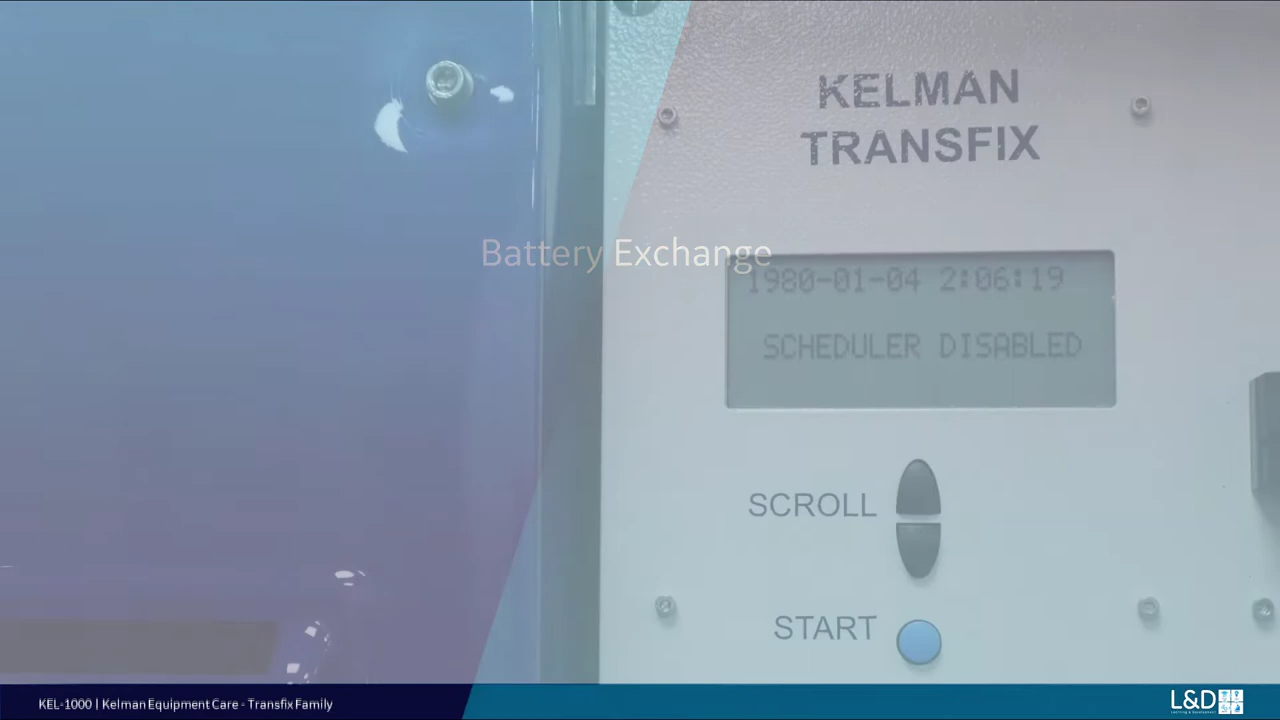 KELMAN
TRANSFIX
Battery Exchange
1980-01-04 2:06:19
SCHEDULER DISABLED
SCROLL
START
KEL-1000 | Kelman Equipment Care - Transfix Family
L&D